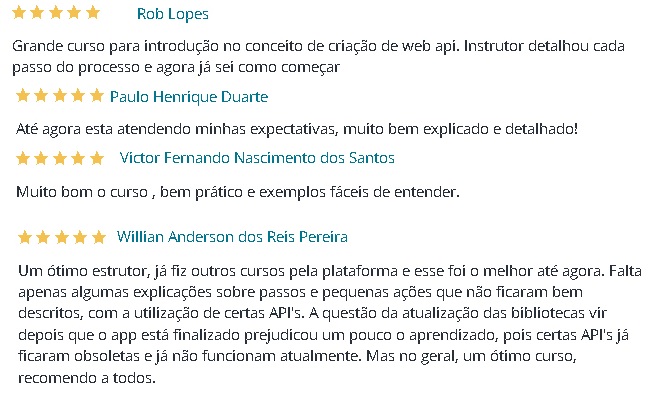 Rob Lopes
Grande curso para introdução no conceito de criação de web api. Instrutor detalhou cada
passo do processo e agora já sei como começar
Paulo Henrique Duarte
Até agora esta atendendo minhas expectativas, muito bem explicado e detalhado!
Victor Fernando Nascimento dos Santos
Muito bom o curso , bem prático e exemplos fáceis de entender.
Willian Anderson dos Reis Pereira
Um ótimo estrutor, já fiz outros cursos pela plataforma e esse foi o melhor até agora. Falta
apenas algumas explicações sobre passos e pequenas ações que não ficaram bem
descritos, com a utilização de certas API's. A questão da atualização das bibliotecas vir
depois que o app está finalizado prejudicou um pouco o aprendizado, pois certas API's já
ficaram obsoletas e já não funcionam atualmente. Mas no geral, um ótimo curso,
recomendo a todos.